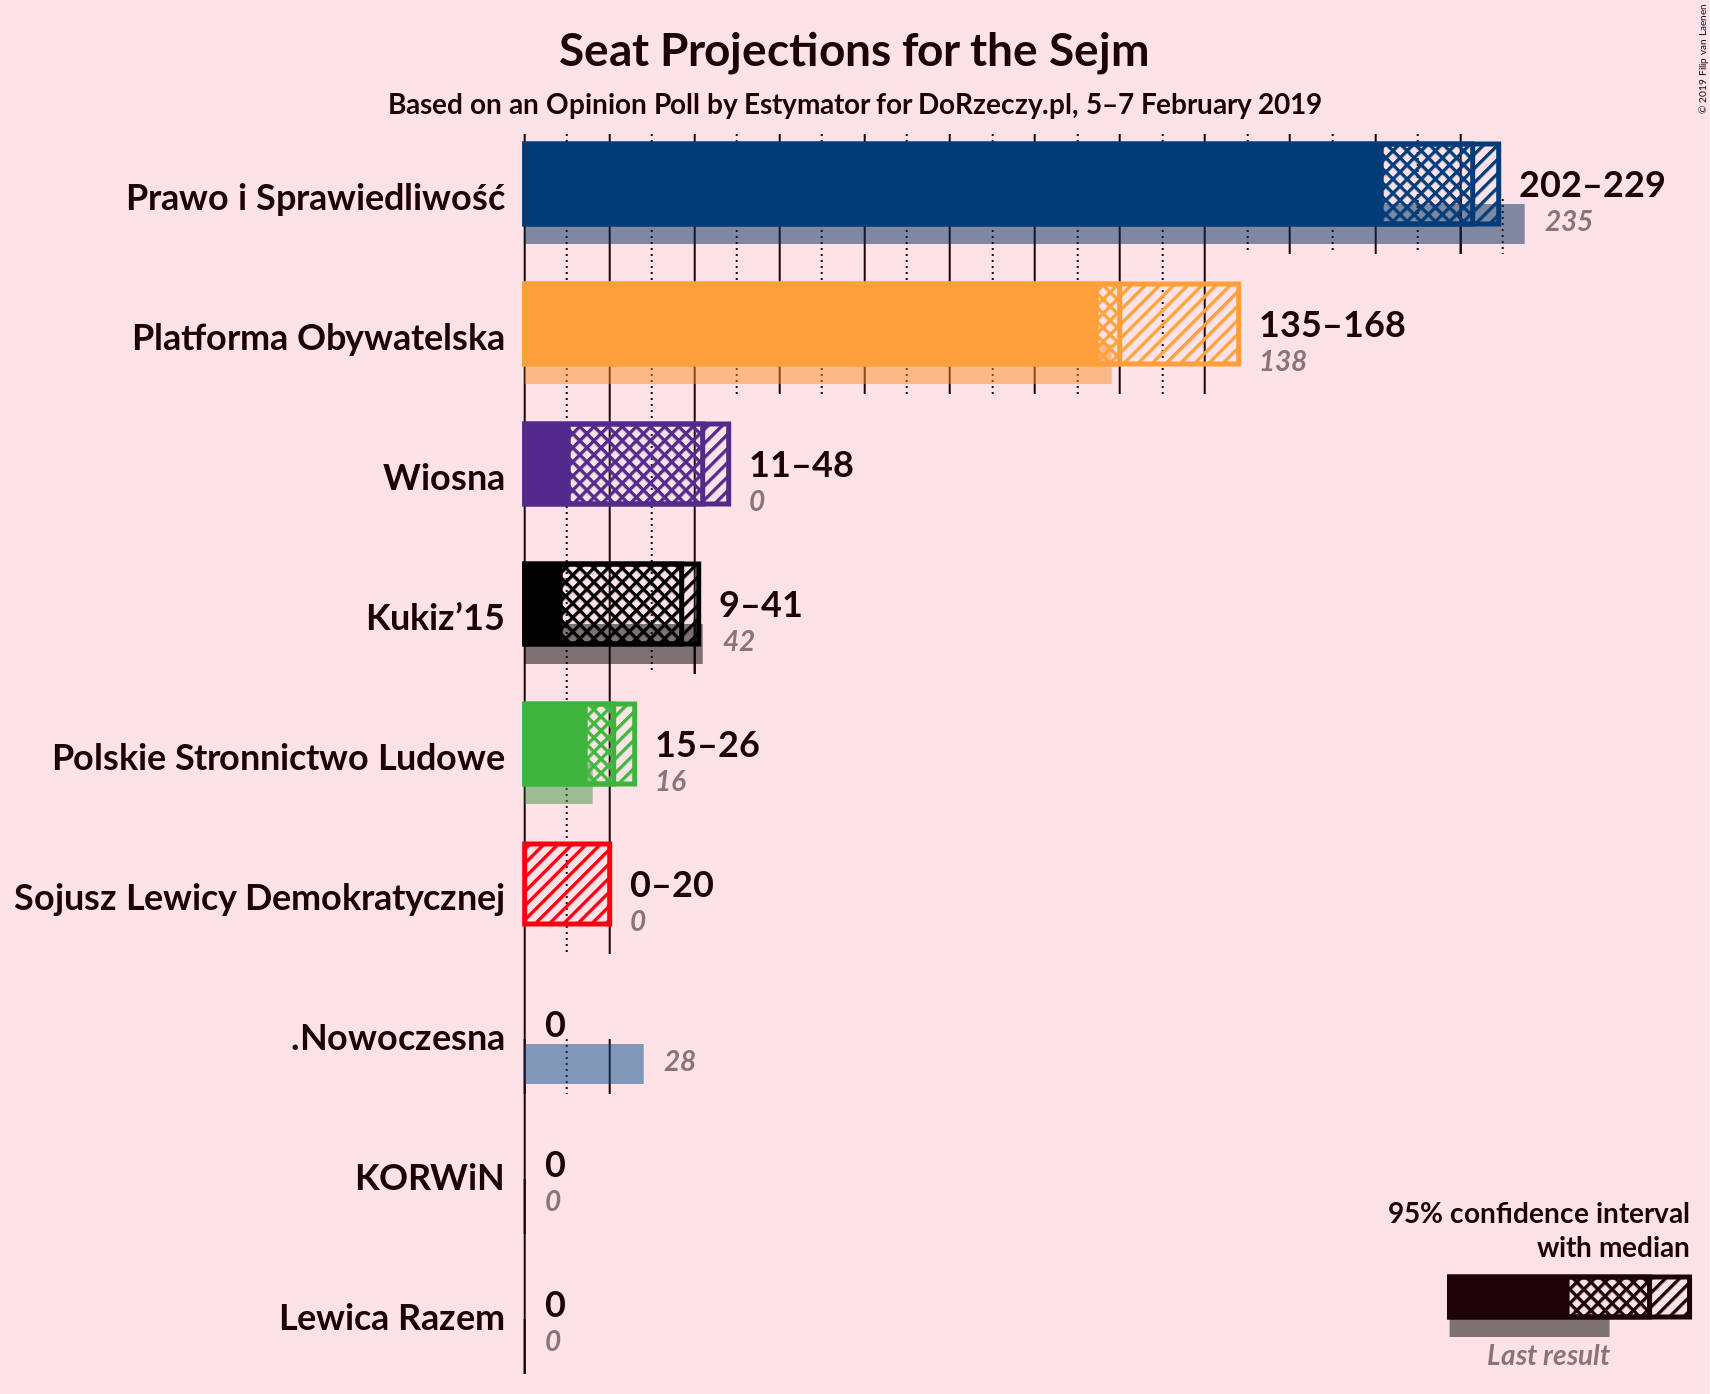 Seat Projections for the Sejm
Based on an Opinion Poll by Estymator for DoRzeczy.pl, 5–7 February 2019
© 2019 Filip van Laenen
Prawo i Sprawiedliwość
202–229
235
Platforma Obywatelska
135–168
138
Wiosna
11–48
0
Kukiz’15
9–41
42
Polskie Stronnictwo Ludowe
15–26
16
Sojusz Lewicy Demokratycznej
0–20
0
.Nowoczesna
0
28
KORWiN
0
0
Lewica Razem
0
0
95% confidence interval
with median
Last result